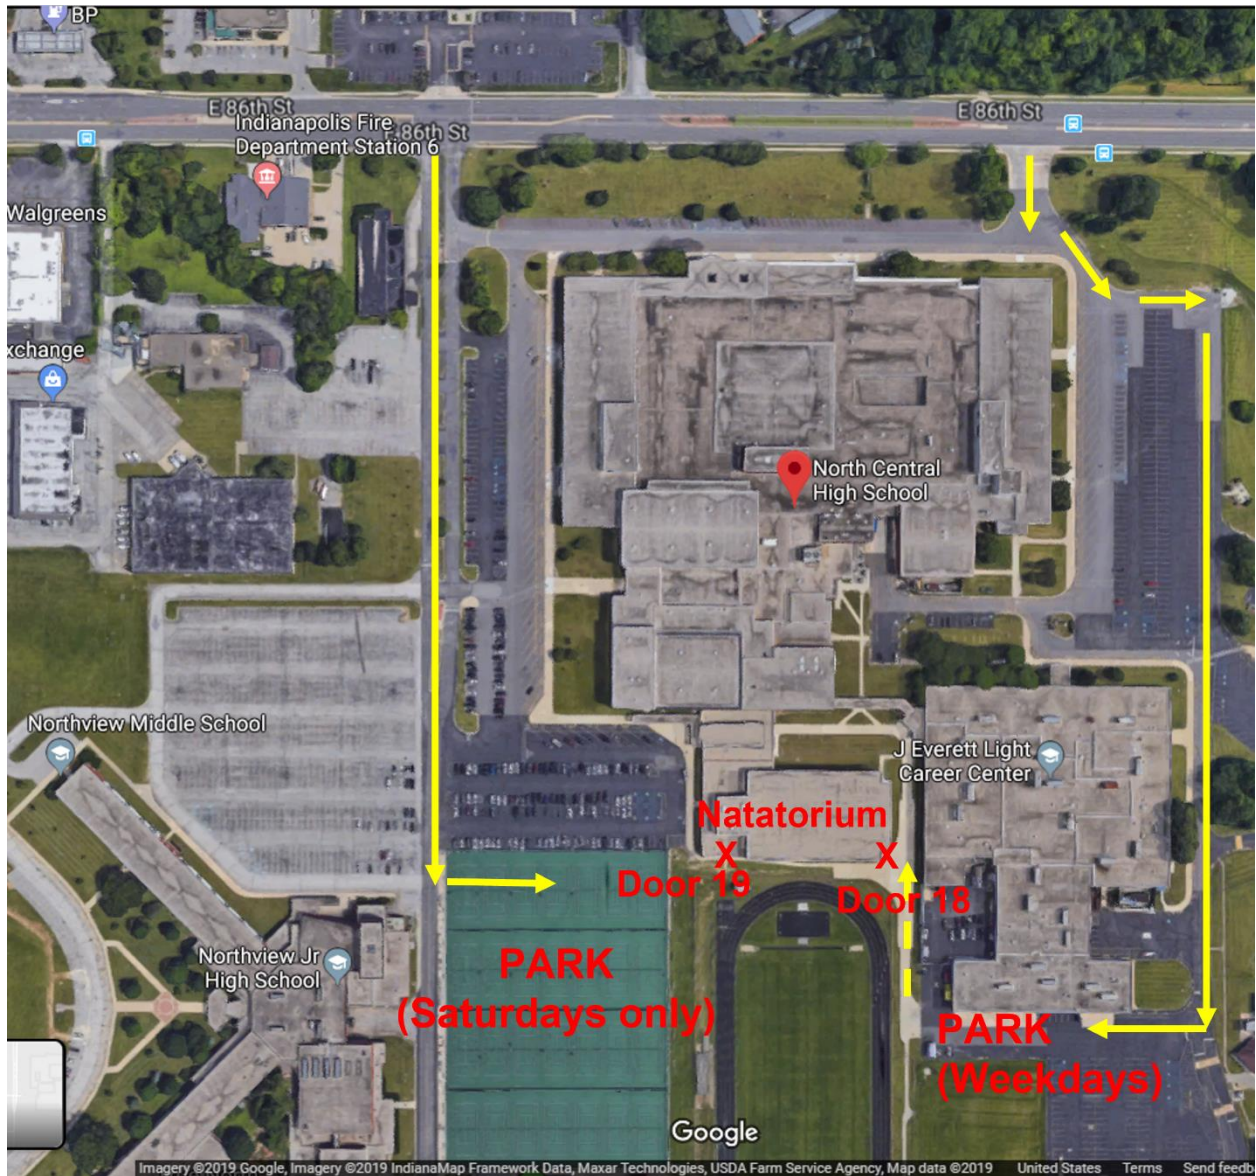 BP
E 86th St
E 86th St
E 86th St
Indianapolis Fire
Department Station 6
Walgreens
xchange
North Central
High School
Northview Middle School
J Everett Light
Career Center
Natatorium
X
X
Door 19
Door 18
Northview Jr
High School
PARK
(Saturdays only)
PARK
(Weekdays)
Google
Imagery ©2019 Google, Imagery ©2019 IndianaMap Framework Data, Maxar Technologies, USDA Farm Service Agency, Map data ©2019 United States Terms Send feedb